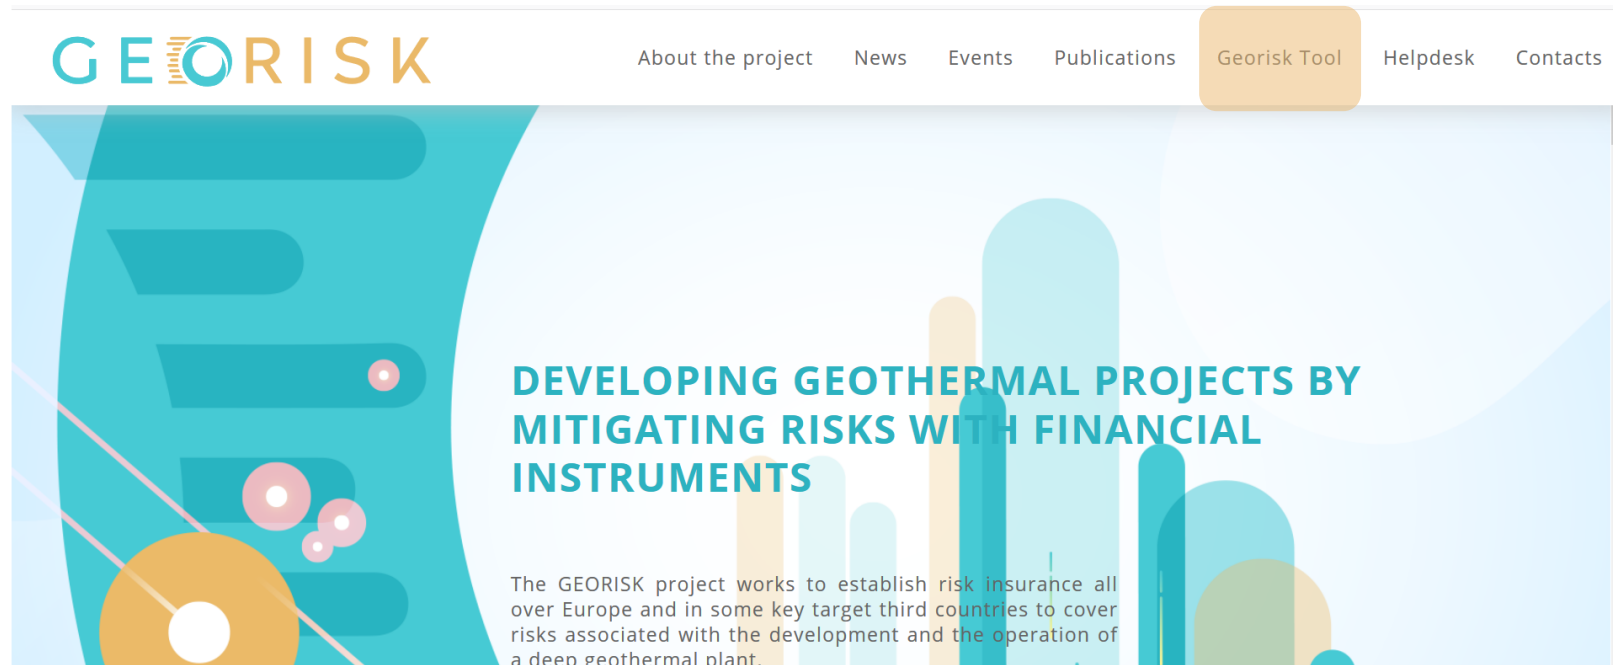 GEORISK
About the project News Events Publications Georisk Tool Helpdesk Contacts
DEVELOPING GEOTHERMAL PROJECTS BY
MITIGATING RISKS WITH FINANCIAL
INSTRUMENTS
The GEORISK project works to establish risk insurance all
over Europe and in some key target third countries to cover
risks associated with the development and the operation of
a deep geothermal plant.